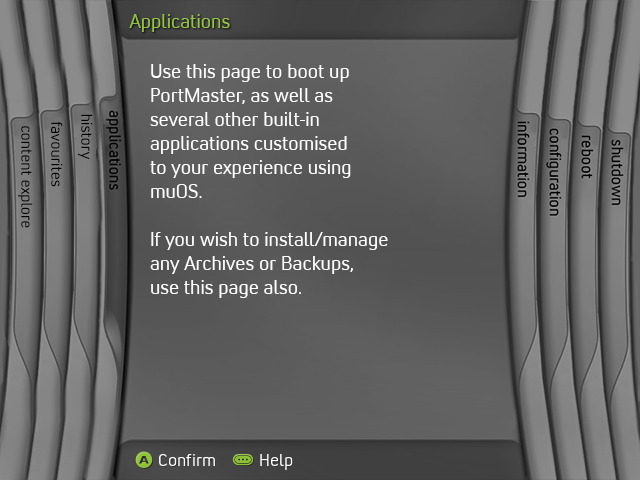 Applications
content explore
favourites
history
applications
Use this page to boot up
PortMaster, as well as
several other built-in
applications customised
to your experience using
muOS.
If you wish to install/manage
any Archives or Backups,
use this page also.
information
configuration
reboot
shutdown
A Confirm Help